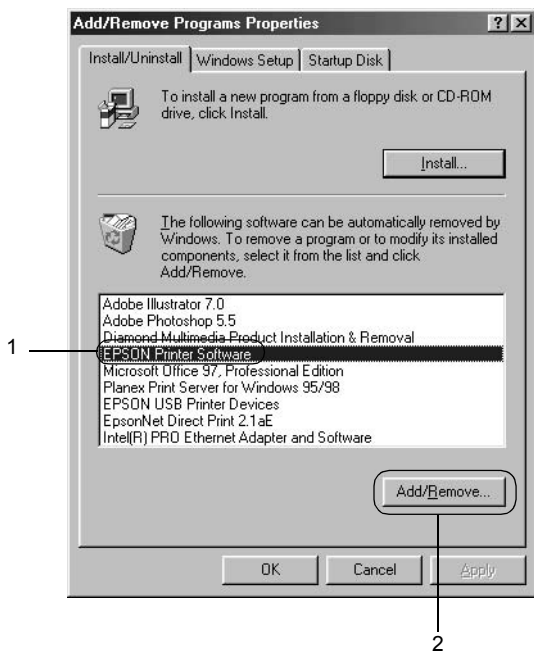 Add/Remove Programs Properties
Install/Uninstall Windows Setup Startup Disk
To install a new program from a floppy disk or CD-ROM
drive, click Install.
Install...
The following software can be automatically removed by
Windows. To remove a program or to modify its installed
components, select it from the list and click
Add/Remove.
Adobe Illustrator 7.0
Adobe Photoshop 5.5
Diamond Multimedia Product Installation & Removal
1
EPSON Printer Software
Microsoft Office 97, Professional Edition
Planex Print Server for Windows 95/98
EPSON USB Printer Devices
EpsonNet Direct Print 2.1aE
Intel(R) PRO Ethernet Adapter and Software
Add/Remove...
OK Cancel Apply
2